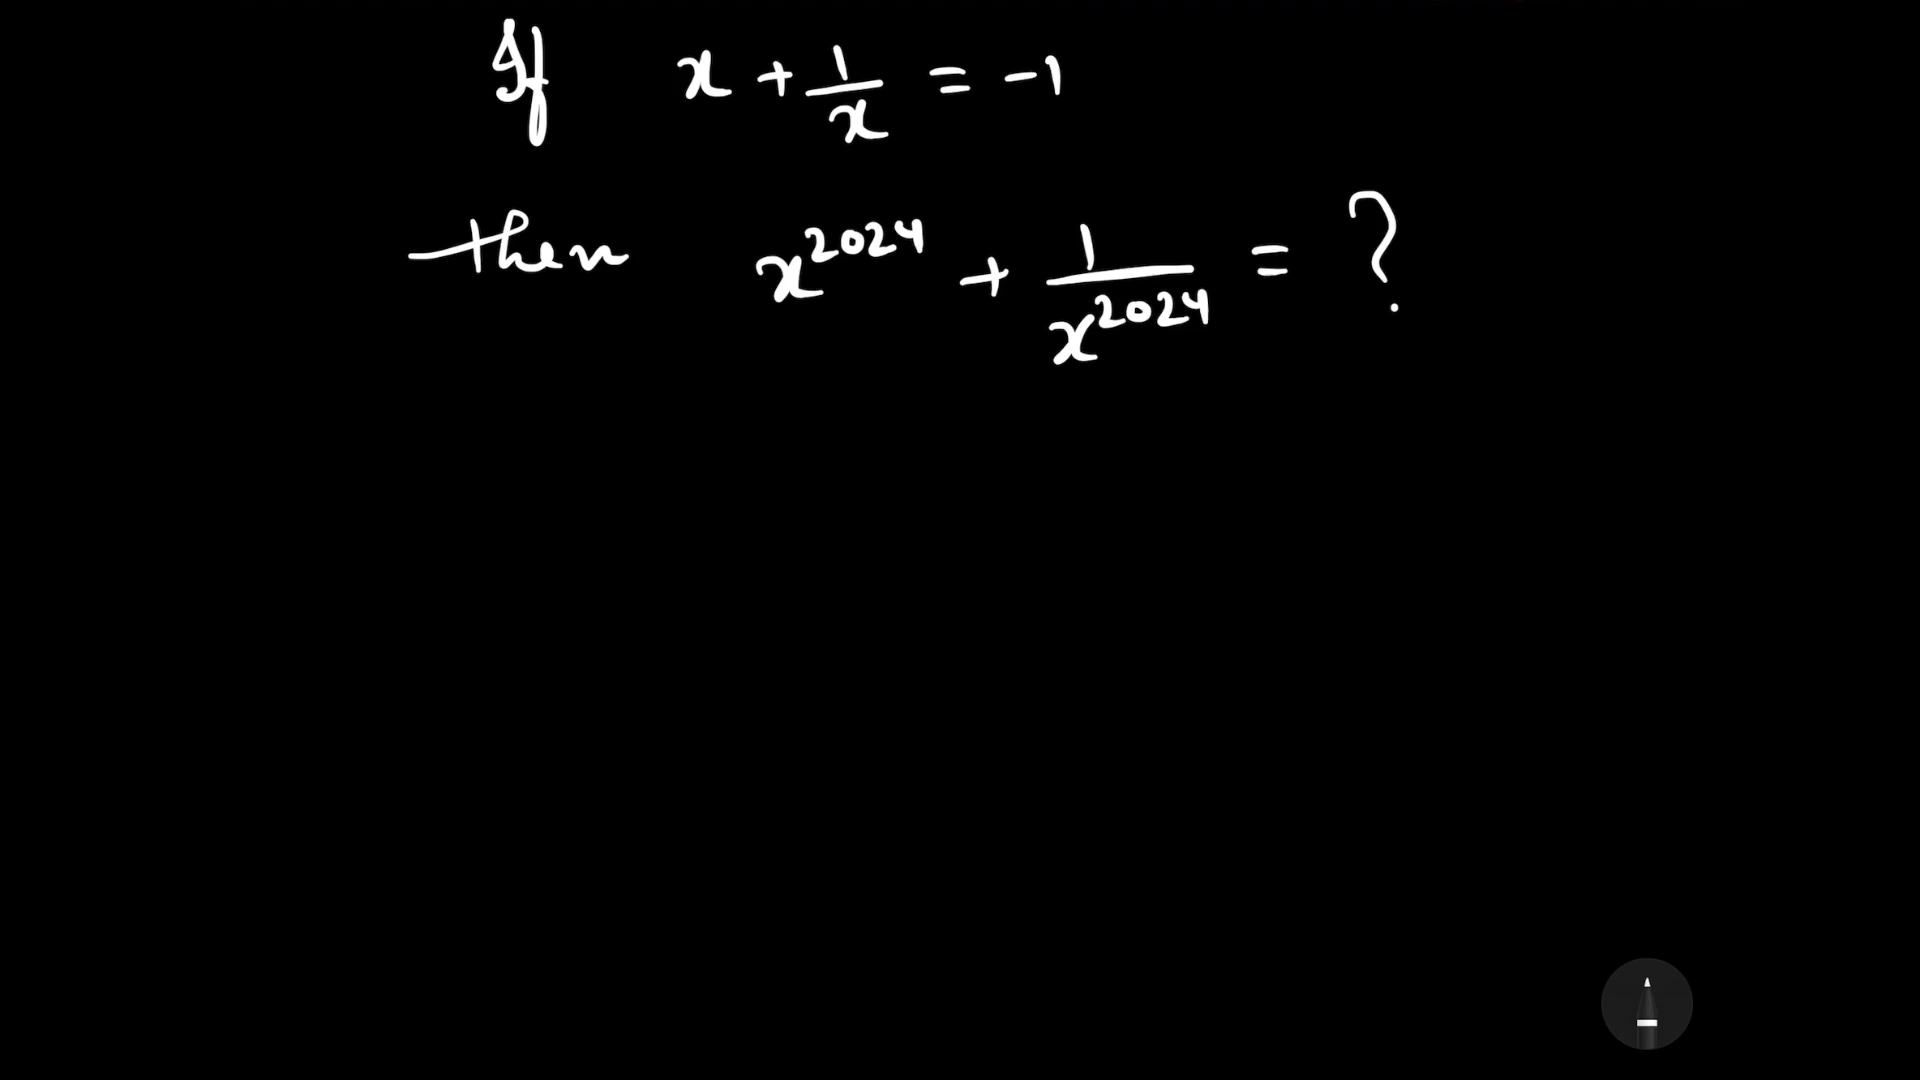 If x + 1/x = -1
then x^2024 + 1/x^2024 = ?